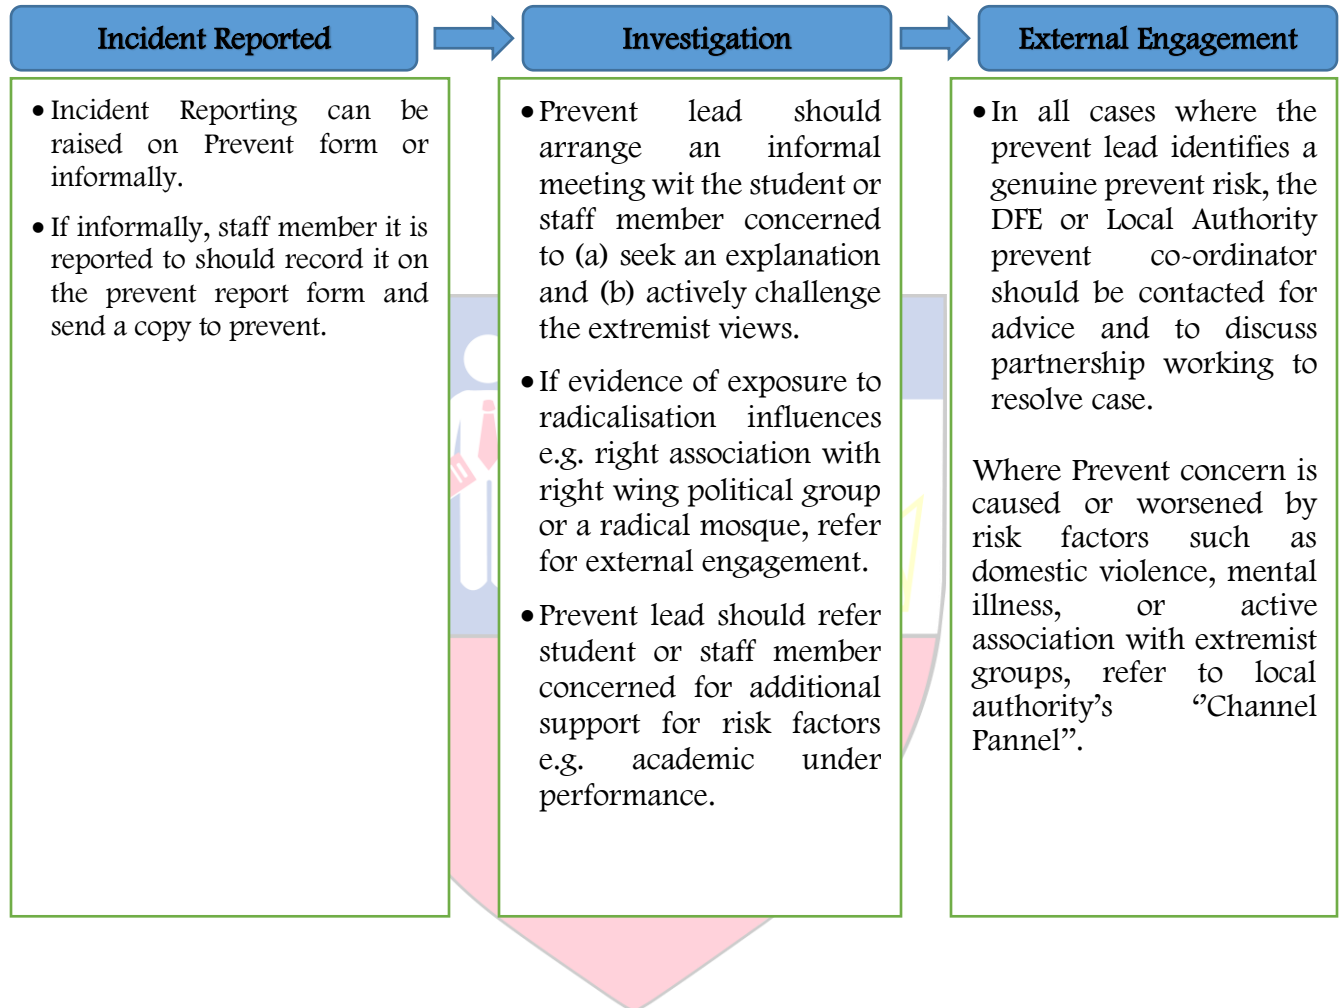 Incident Reported
Investigation
External Engagement
• Incident Reporting can be
raised on Prevent form or
informally.
• If informally, staff member it is
reported to should record it on
the prevent report form and
send a copy to prevent.
• Prevent lead should
arrange an informal
meeting wit the student or
staff member concerned
to (a) seek an explanation
and (b) actively challenge
the extremist views.
• If evidence of exposure to
radicalisation influences
e.g. right association with
right wing political group
or a radical mosque, refer
for external engagement.
• Prevent lead should refer
student or staff member
concerned for additional
support for risk factors
e.g. academic under
performance.
• In all cases where the
prevent lead identifies a
genuine prevent risk, the
DFE or Local Authority
prevent co-ordinator
should be contacted for
advice and to discuss
partnership working to
resolve case.
Where Prevent concern is
caused or worsened by
risk factors such as
domestic violence, mental
illness, or active
association with extremist
groups, refer to local
authority’s ‘’Channel
Pannel’’.